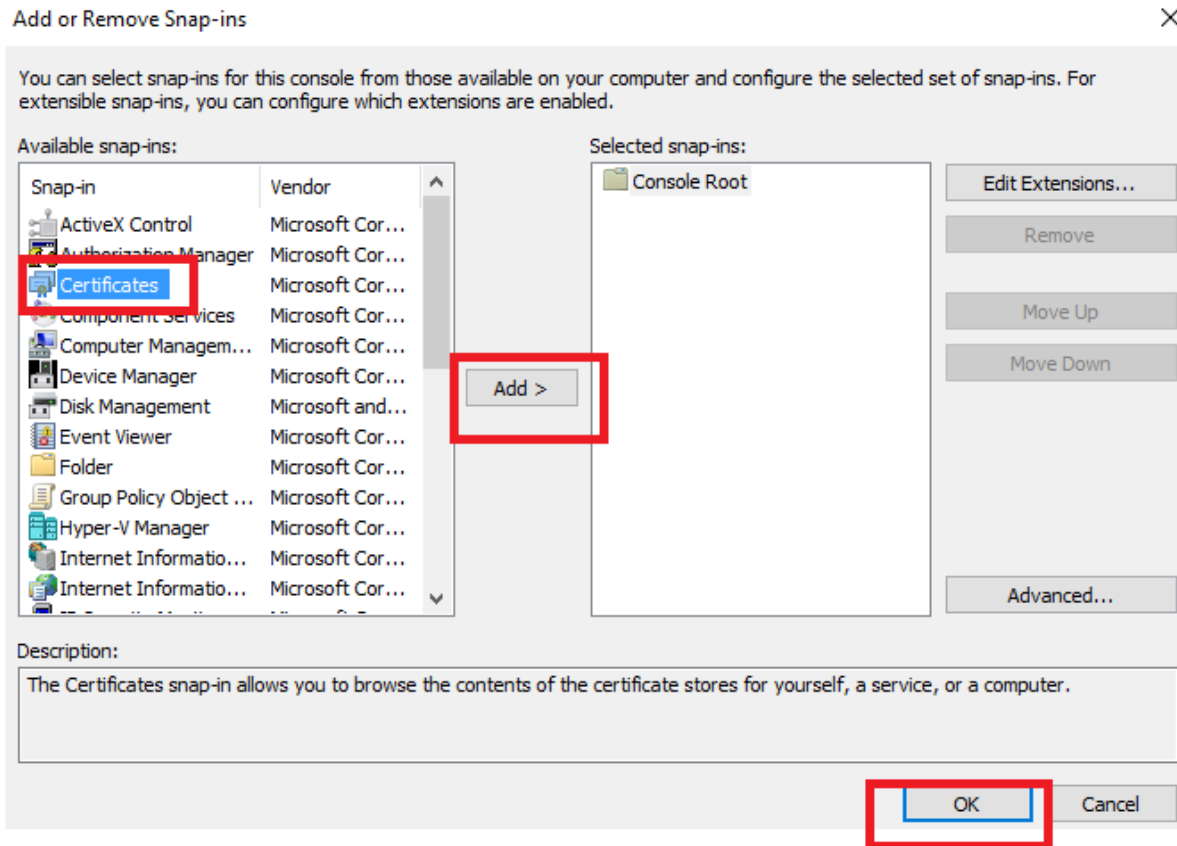 Add or Remove Snap-ins
You can select snap-ins for this console from those available on your computer and configure the selected set of snap-ins. For
extensible snap-ins, you can configure which extensions are enabled.
Available snap-ins:
Snap-in Vendor
ActiveX Control Microsoft Cor...
Authorization Manager Microsoft Cor...
Certificates Microsoft Cor...
Component Services Microsoft Cor...
Computer Managem... Microsoft Cor...
Device Manager Microsoft Cor...
Disk Management Microsoft and...
Event Viewer Microsoft Cor...
Folder Microsoft Cor...
Group Policy Object ... Microsoft Cor...
Hyper-V Manager Microsoft Cor...
Internet Informatio... Microsoft Cor...
Internet Informatio... Microsoft Cor...
Add >
Selected snap-ins:
Console Root
Edit Extensions...
Remove
Move Up
Move Down
Advanced...
Description:
The Certificates snap-in allows you to browse the contents of the certificate stores for yourself, a service, or a computer.
OK
Cancel